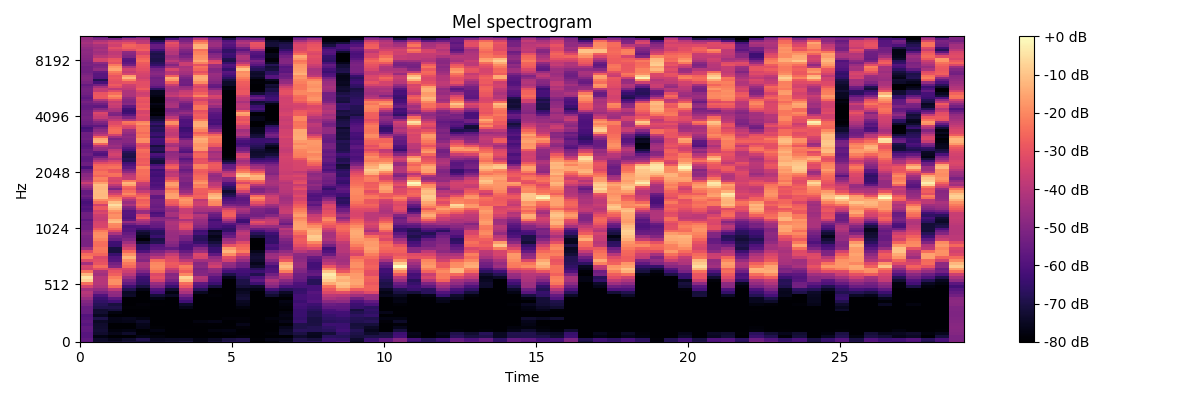 Mel spectrogram
8192
4096
2048
1024
512
0
Hz
0 5 10 15 20 25
Time
+0 dB
-10 dB
-20 dB
-30 dB
-40 dB
-50 dB
-60 dB
-70 dB
-80 dB